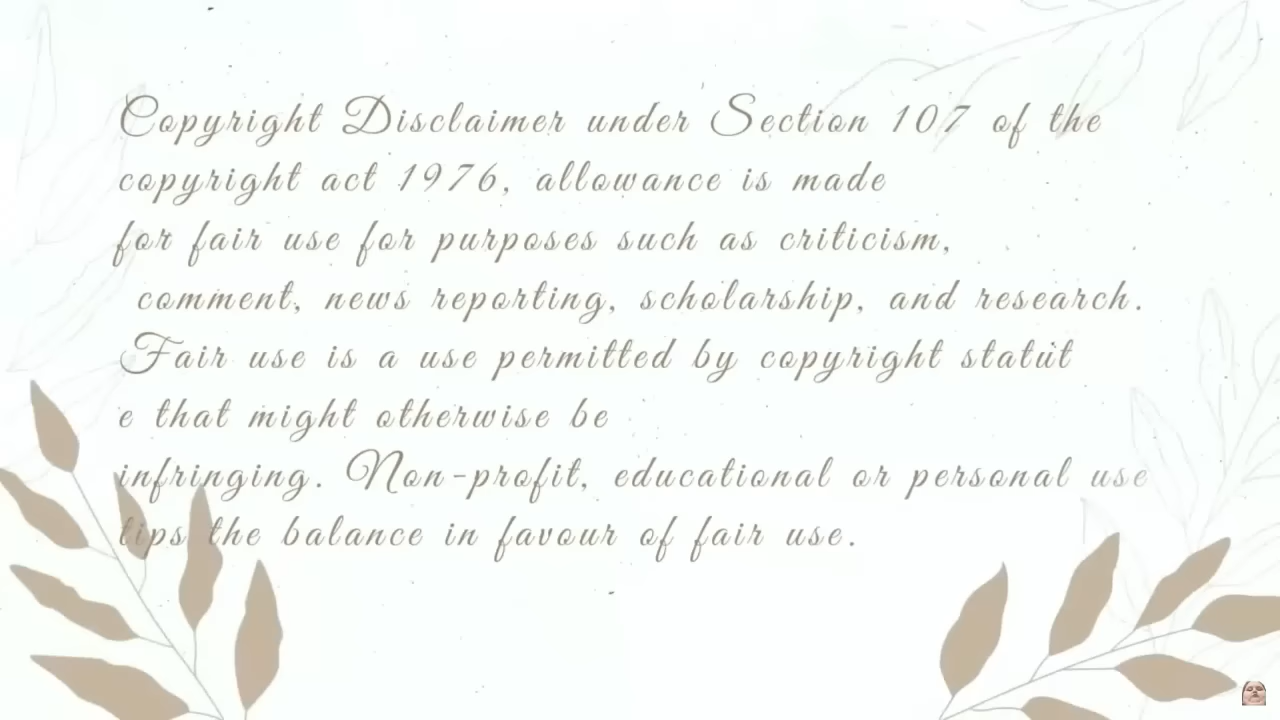 Copyright Disclaimer under Section 107 of the
copyright act 1976, allowance is made
for fair use for purposes such as criticism,
comment, news reporting, scholarship, and research.
Fair use is a use permitted by copyright statut
e that might otherwise be
infringing. Non-profit, educational or personal use
tips the balance in favour of fair use.